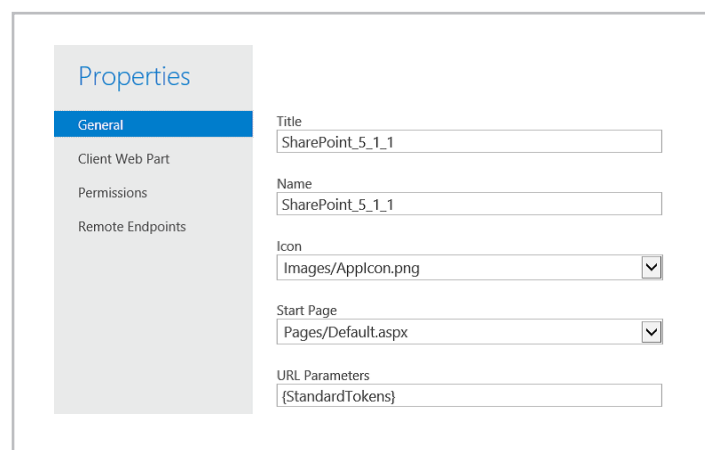 Properties
General
Client Web Part
Permissions
Remote Endpoints
Title
SharePoint_5_1_1
Name
SharePoint_5_1_1
Icon
Images/AppIcon.png
Start Page
Pages/Default.aspx
URL Parameters
{StandardTokens}